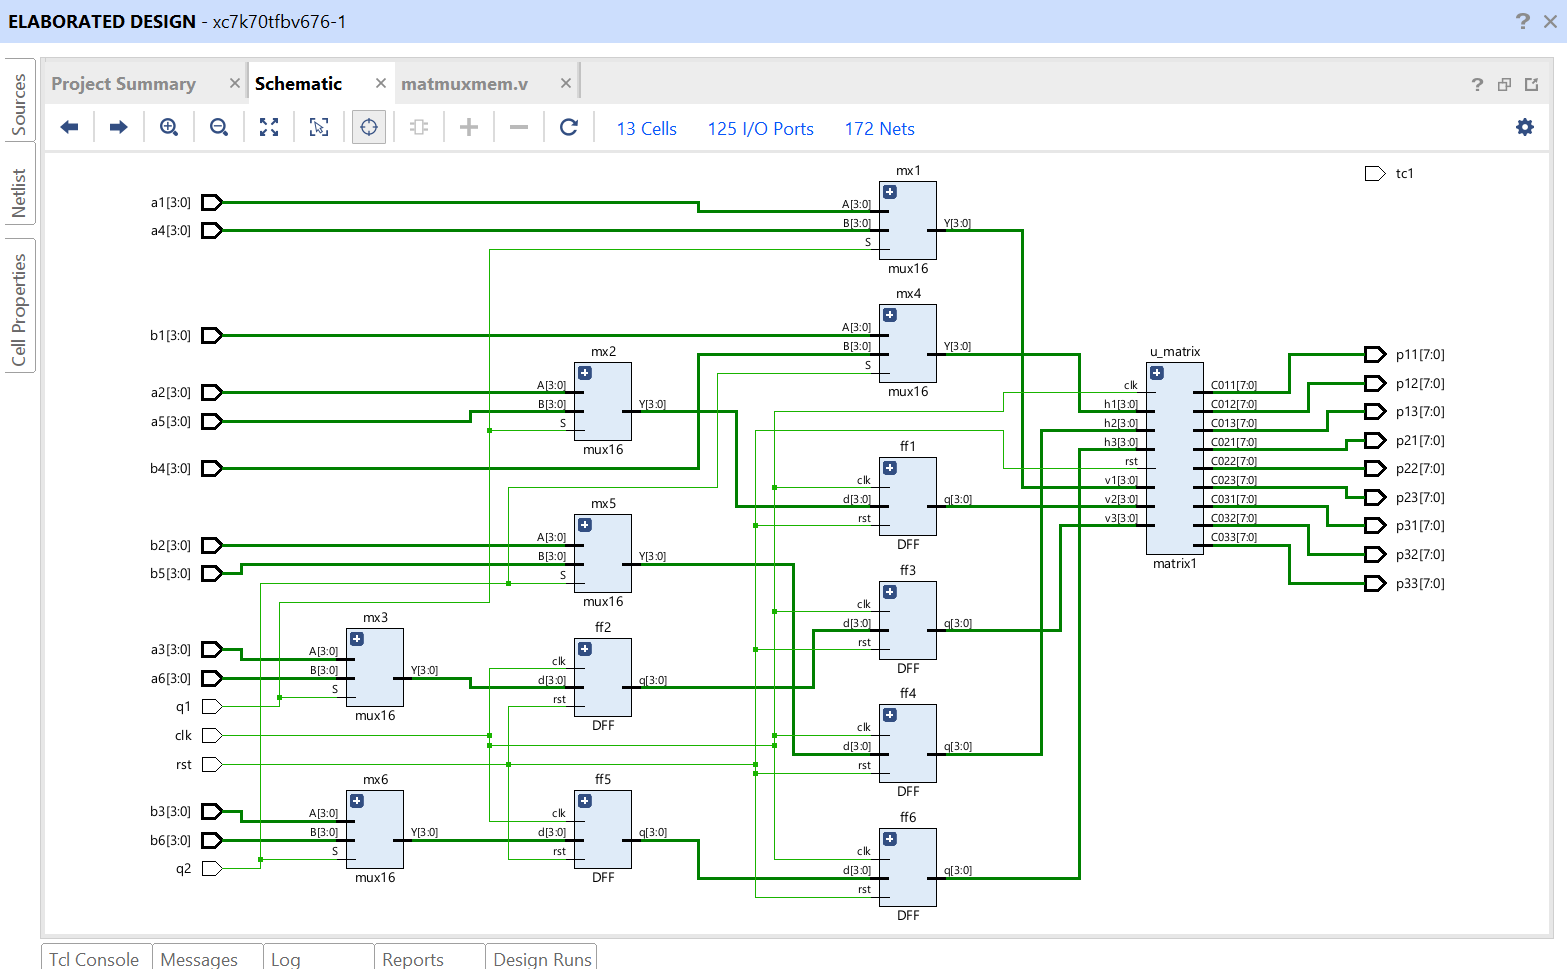 ELABORATED DESIGN - xc7k70tfbv676-1
Sources
Netlist
Cell Properties
Project Summary
Schematic
matmuxmem.v
13 Cells 125 I/O Ports 172 Nets
mx1
tc1
a1[3:0]
A[3:0]
a4[3:0]
B[3:0]
Y[3:0]
S
mux16
mx4
b1[3:0]
A[3:0]
B[3:0]
Y[3:0]
S
mux16
mx2
a2[3:0]
A[3:0]
a5[3:0]
B[3:0]
Y[3:0]
S
mux16
b4[3:0]
u_matrix
clk
h1[3:0]
h2[3:0]
h3[3:0]
rst
v1[3:0]
v2[3:0]
v3[3:0]
C011[7:0]
C012[7:0]
C013[7:0]
C021[7:0]
C022[7:0]
C023[7:0]
C031[7:0]
C032[7:0]
C033[7:0]
matrix1
p11[7:0]
p12[7:0]
p13[7:0]
p21[7:0]
p22[7:0]
p23[7:0]
p31[7:0]
p32[7:0]
p33[7:0]
ff1
clk
d[3:0]
q[3:0]
rst
DFF
mx5
b2[3:0]
A[3:0]
b5[3:0]
B[3:0]
Y[3:0]
S
mux16
ff3
clk
d[3:0]
q[3:0]
rst
DFF
mx3
a3[3:0]
A[3:0]
a6[3:0]
B[3:0]
Y[3:0]
S
q1
mux16
clk
rst
ff2
clk
d[3:0]
q[3:0]
rst
DFF
ff4
clk
d[3:0]
q[3:0]
rst
DFF
mx6
b3[3:0]
A[3:0]
b6[3:0]
B[3:0]
Y[3:0]
S
q2
mux16
ff5
clk
d[3:0]
q[3:0]
rst
DFF
ff6
clk
d[3:0]
q[3:0]
rst
DFF
Tcl Console
Messages
Log
Reports
Design Runs